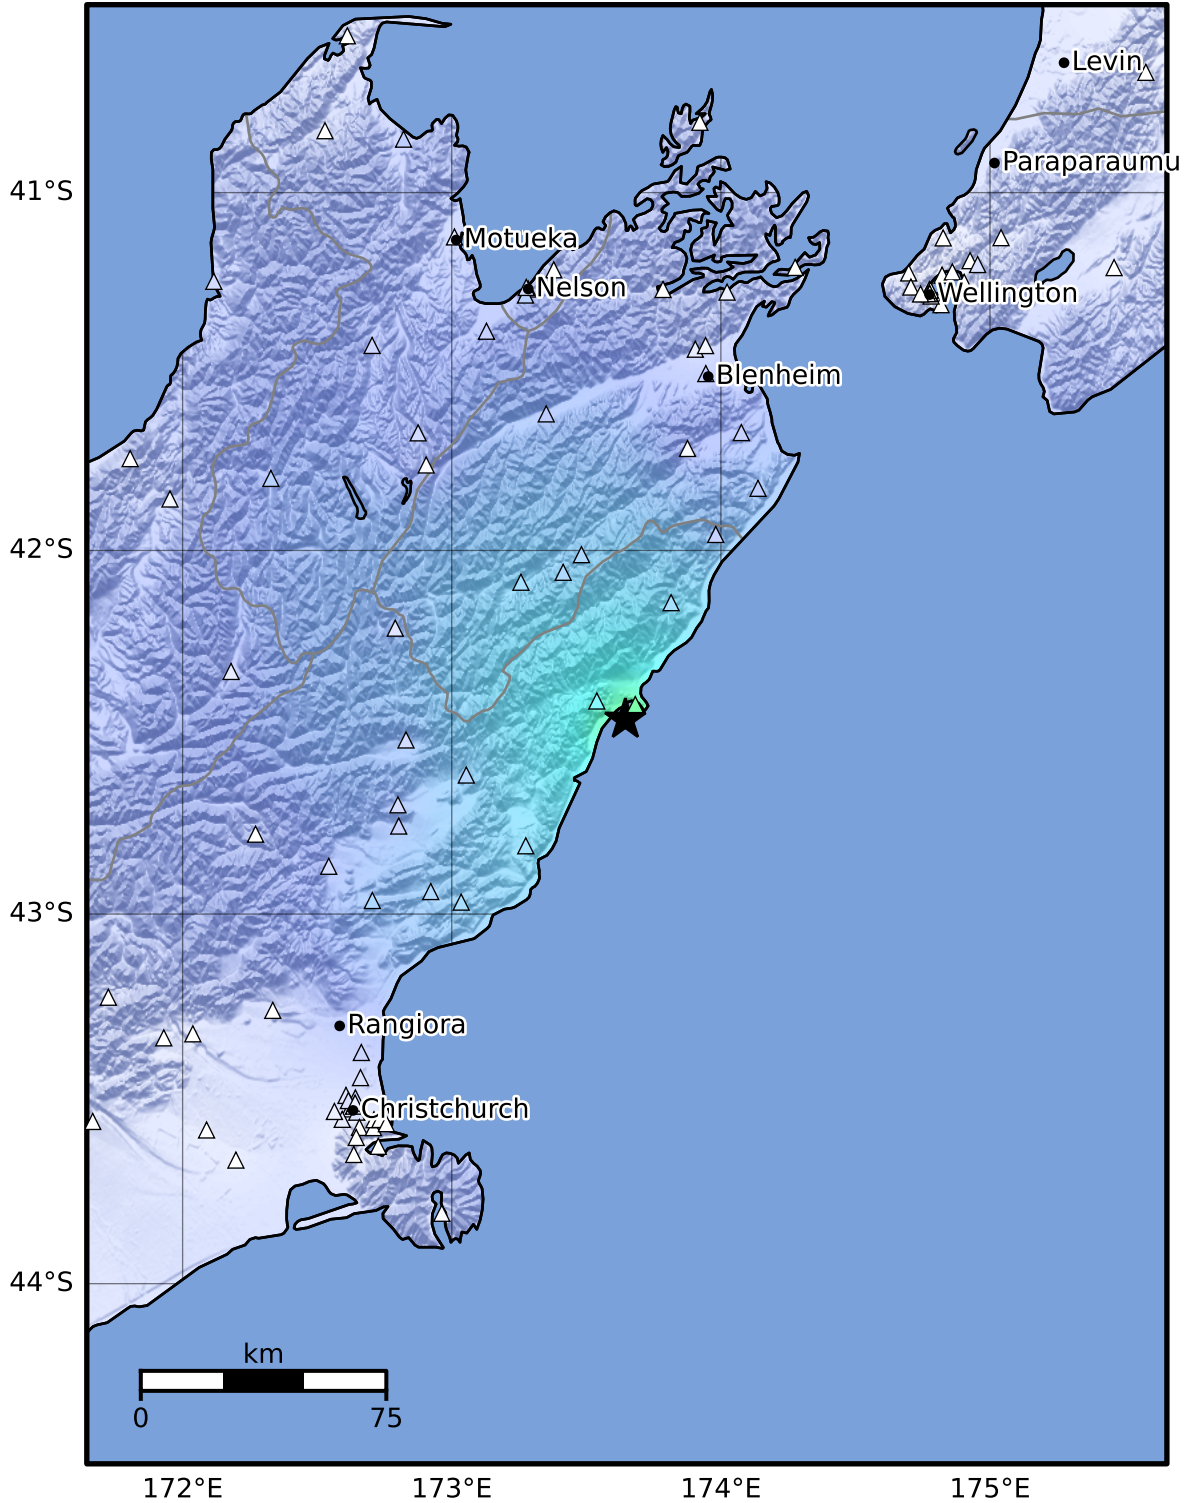 Levin
Paraparaumu
41°S
Motueka
Nelson
Wellington
Blenheim
42°S
43°S
Rangiora
Christchurch
44°S
km
0 75
172°E 173°E 174°E 175°E